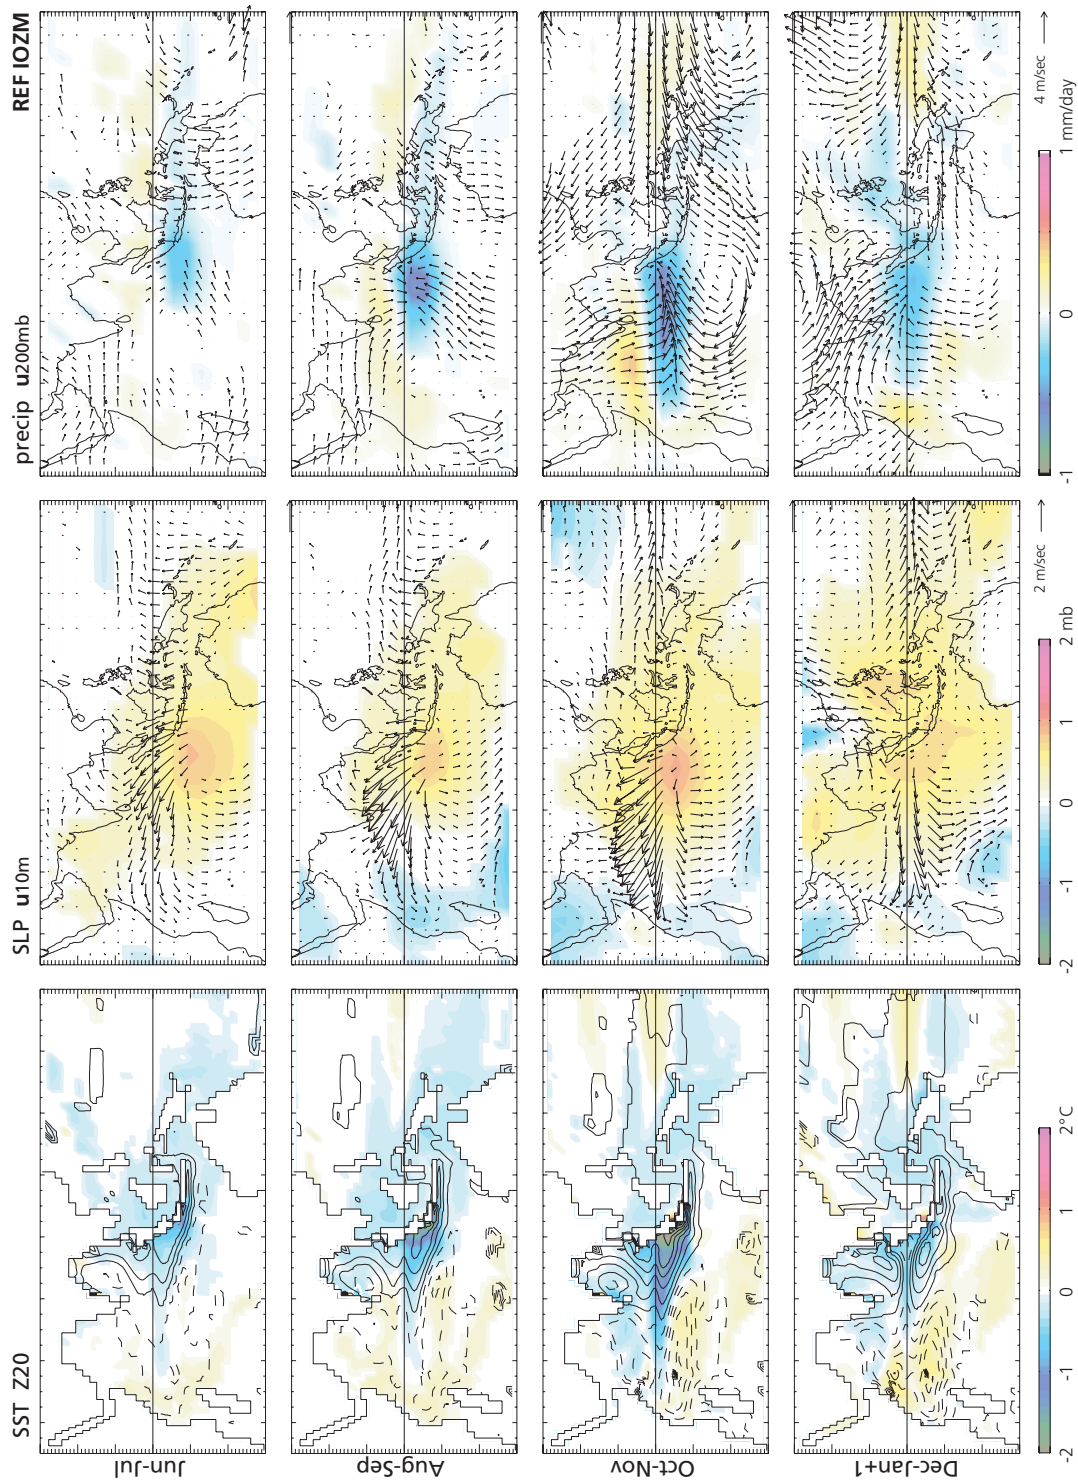 SST Z20
SLP u10m
precip u200mb
REF IOZM
Jun-Jul
Aug-Sep
Oct-Nov
Dec-Jan+1
-2 -1 0 1 2°C
-2 -1 0 1 2 mb
2 m/sec
-1 0 1 mm/day
4 m/sec